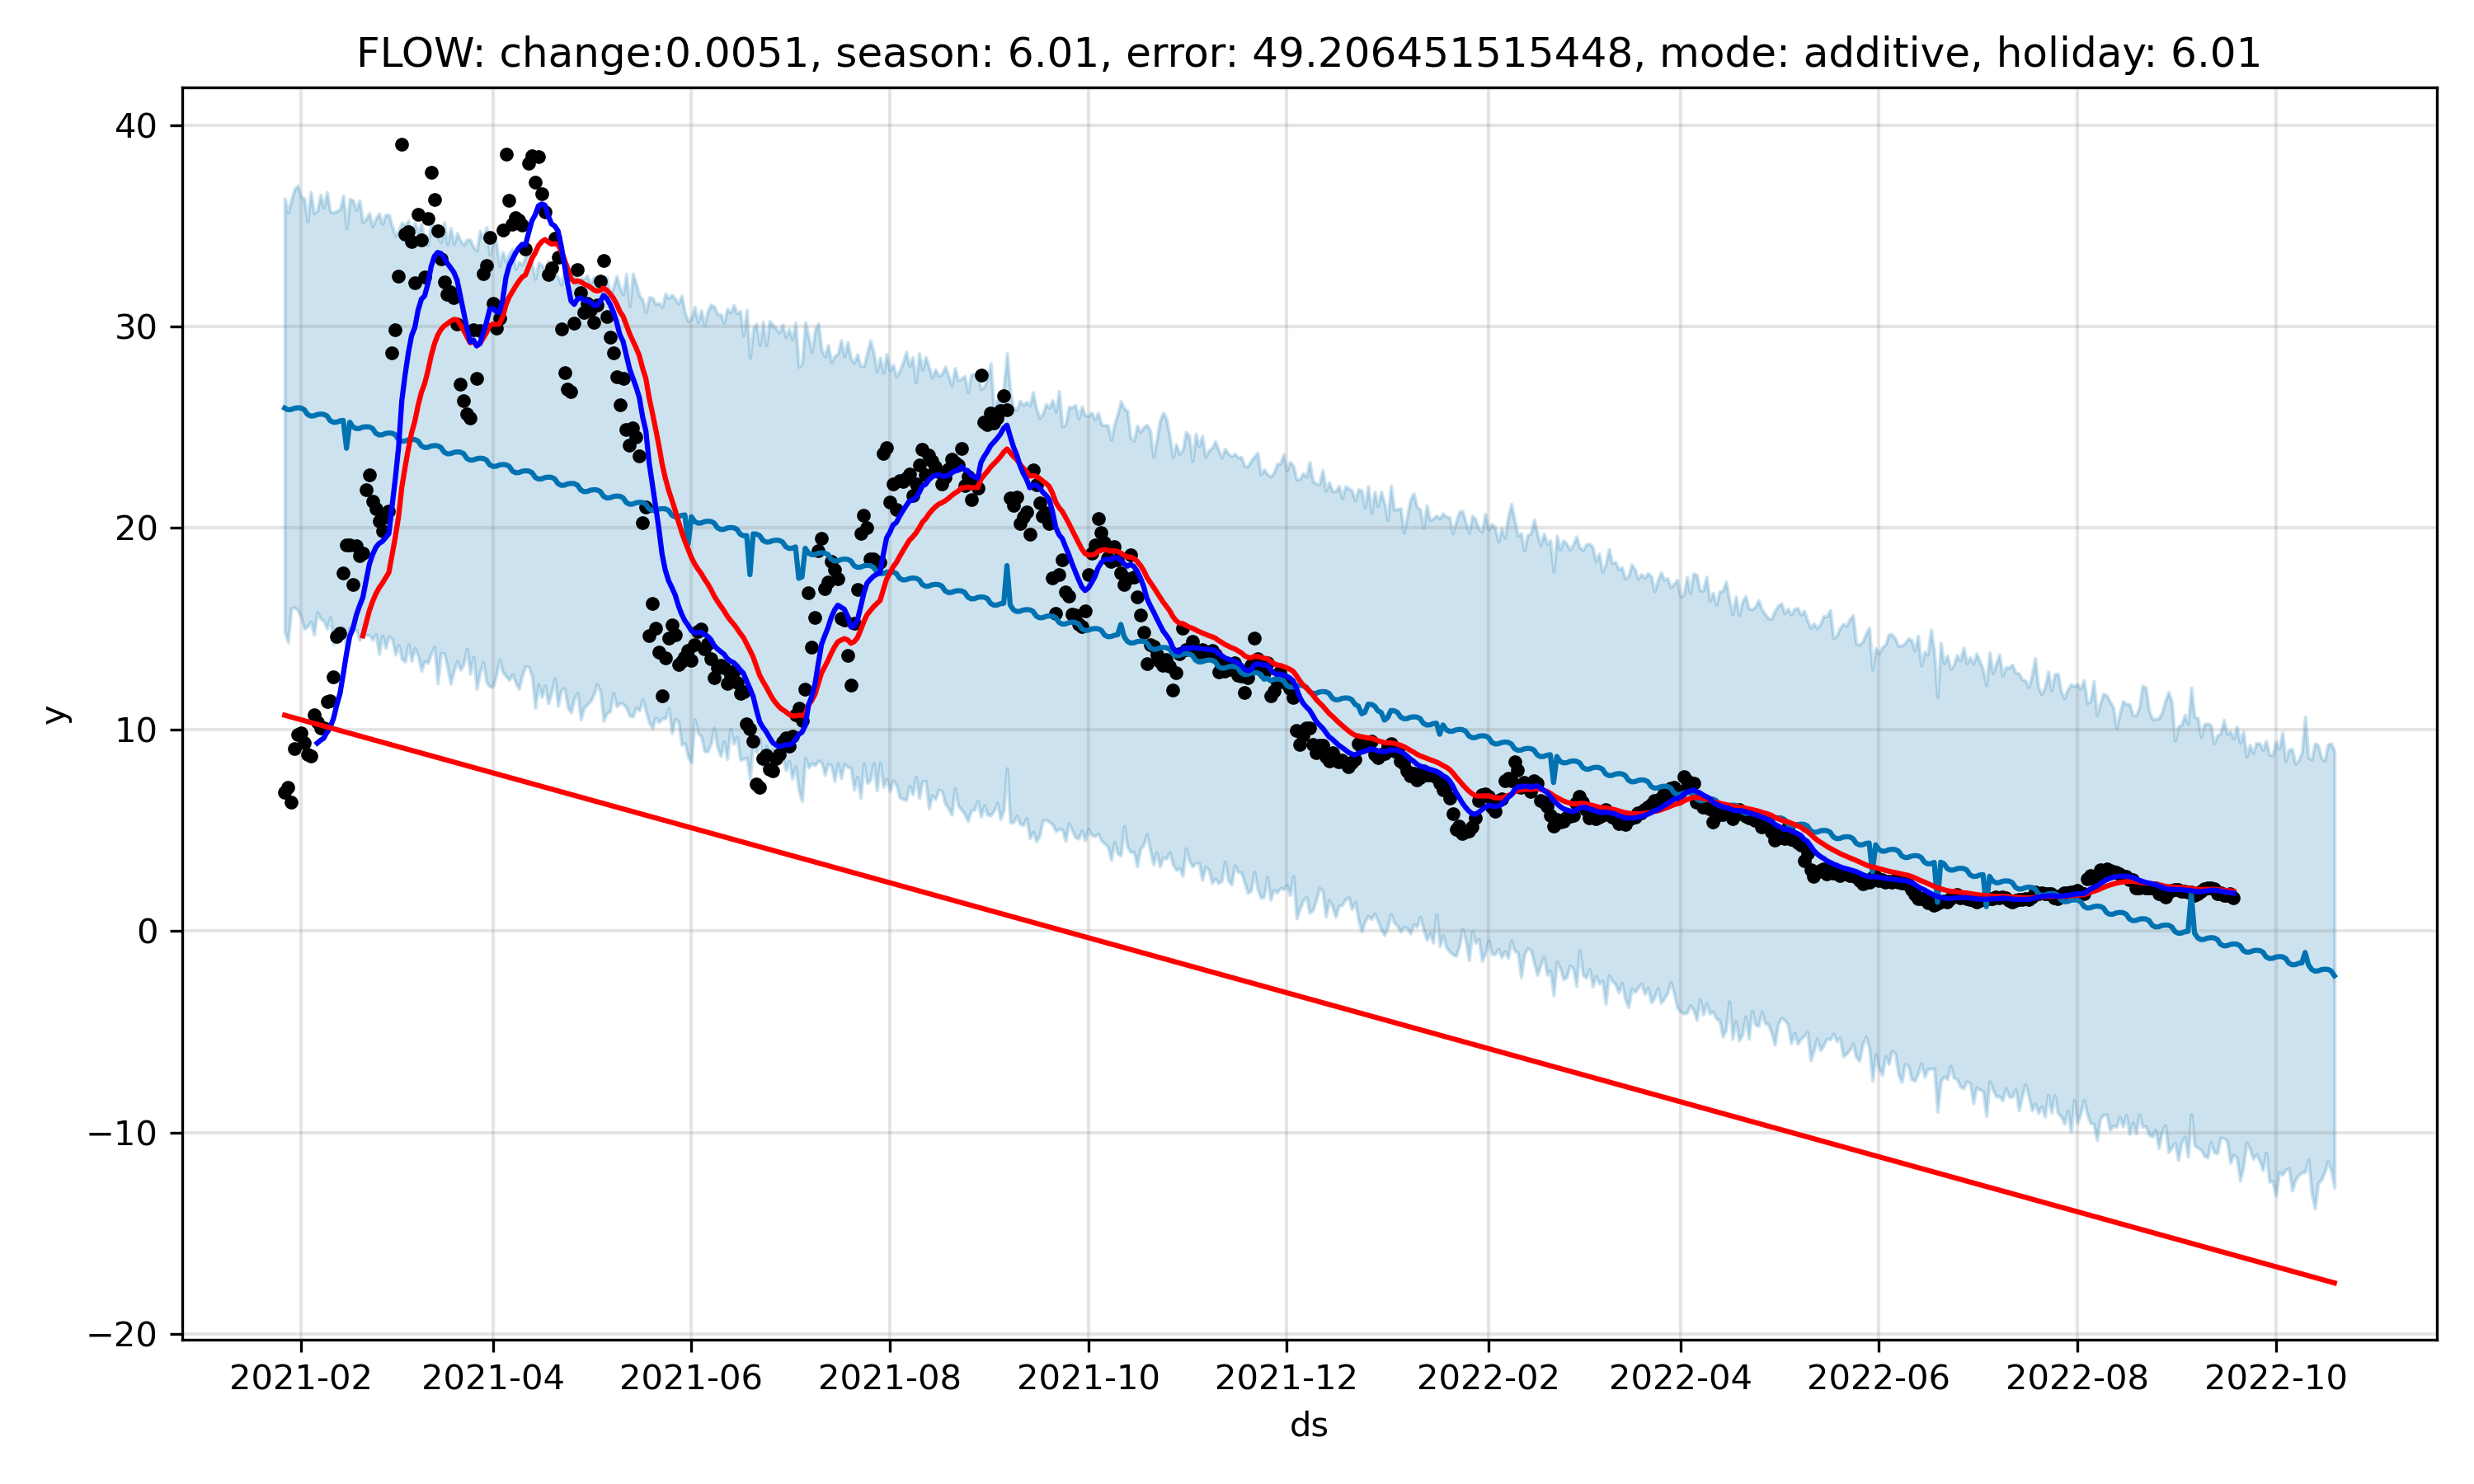 FLOW: change:0.0051, season: 6.01, error: 49.206451515448, mode: additive, holiday: 6.01
40
30
20
10
0
−10
−20
y
2021-02 2021-04 2021-06 2021-08 2021-10 2021-12 2022-02 2022-04 2022-06 2022-08 2022-10
ds